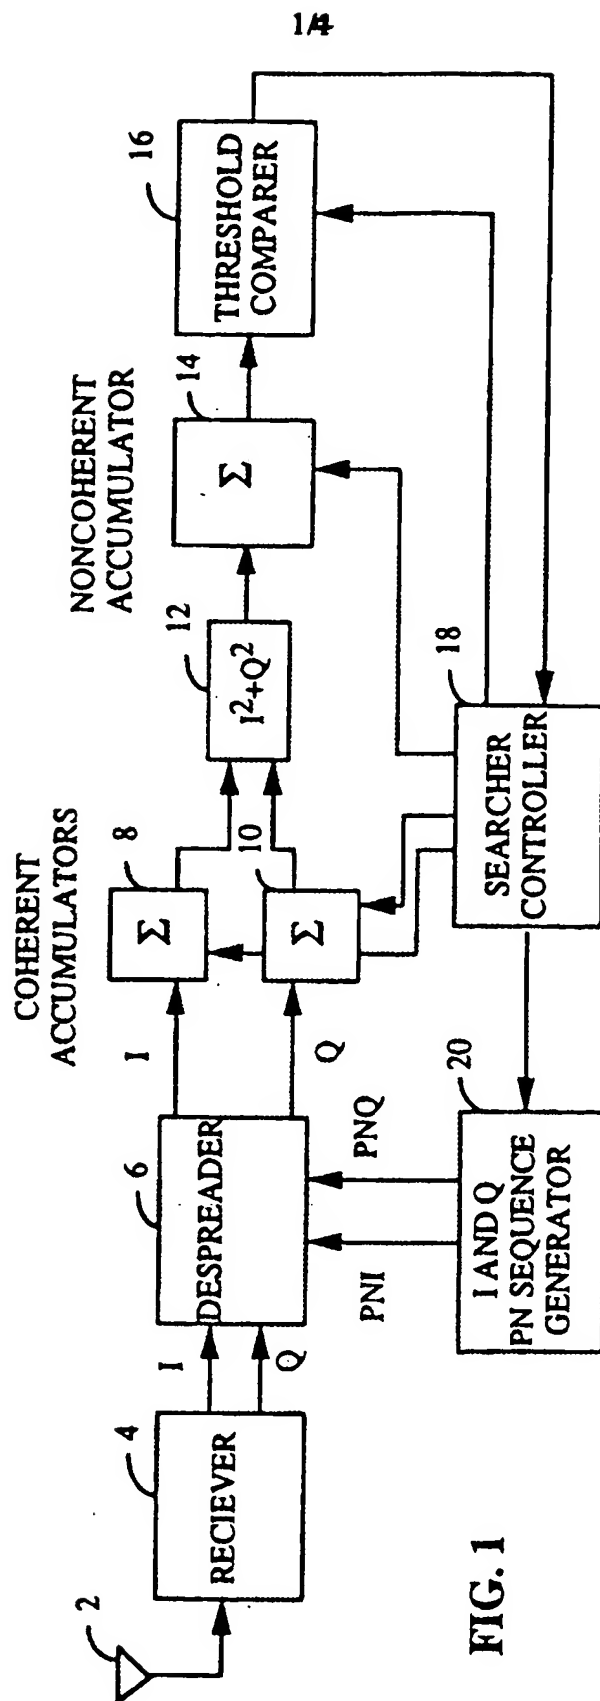 1/4
2
4
RECIEVER
I
Q
6
DESPREADER
PNI
PNQ
I
Q
COHERENT
ACCUMULATORS
8
Σ
10
Σ
12
I²+Q²
NONCOHERENT
ACCUMULATOR
14
Σ
16
THRESHOLD
COMPARER
18
SEARCHER
CONTROLLER
20
I AND Q
PN SEQUENCE
GENERATOR
FIG. 1